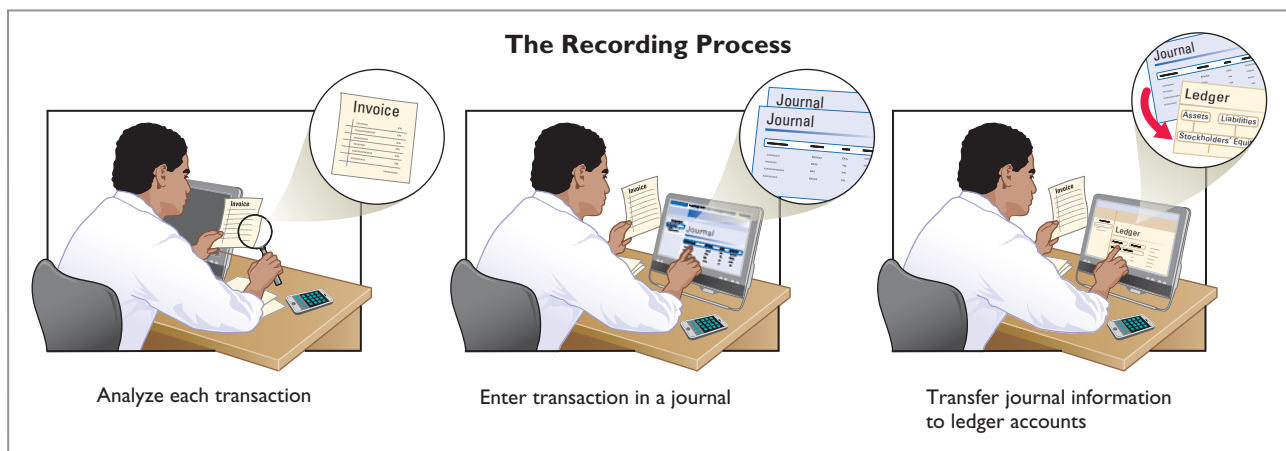 The Recording Process
Invoice
Invoice
Analyze each transaction
Journal
Journal
Invoice
Journal
Enter transaction in a journal
Journal
Ledger
Assets Liabilities
Stockholders' Equi
Invoice
Ledger
Transfer journal information
to ledger accounts